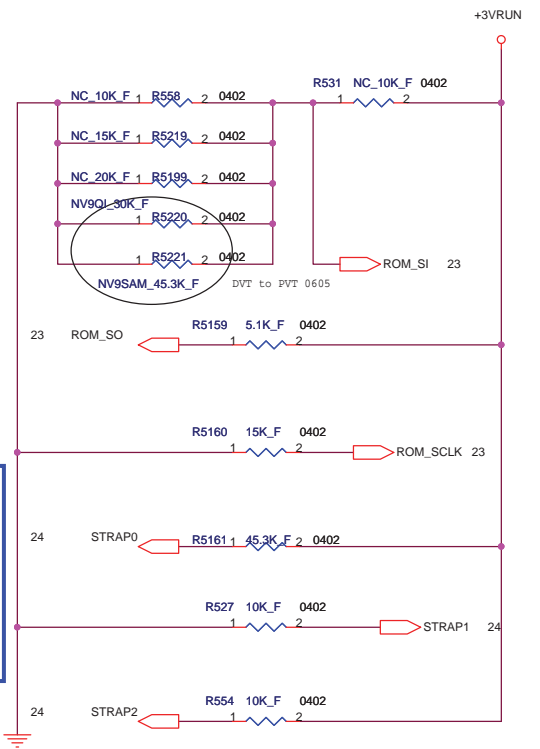 +3VRUN
R531 NC_10K_F 0402
1 2
NC_10K_F 1 R558 2 0402
NC_15K_F 1 R5219 2 0402
NC_20K_F 1 R5199 2 0402
NV9QI_30K_F
1 R5220 2 0402
1 R5221 2 0402
ROM_SI 23
NV9SAM_45.3K_F DVT to PVT 0605
R5159 5.1K_F 0402
23 ROM_SO 1 2
R5160 15K_F 0402
1 2 ROM_SCLK 23
24 STRAP0 R5161 1 45.3K_F 2 0402
R527 10K_F 0402
1 2 STRAP1 24
R554 10K_F 0402
24 STRAP2 1 2